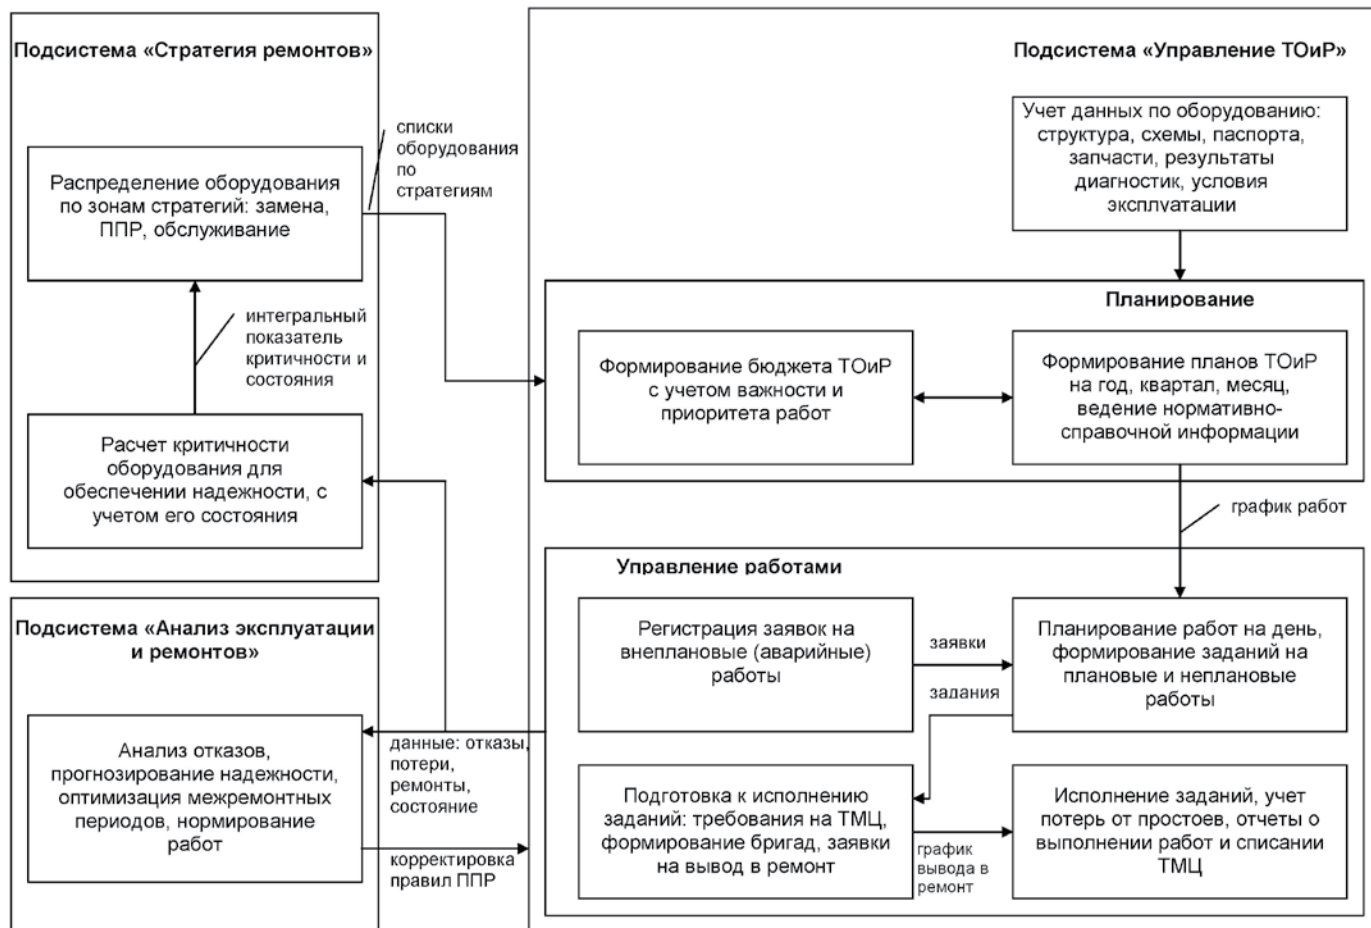 Подсистема «Стратегия ремонтов»
Распределение оборудования
по зонам стратегий: замена,
ППР, обслуживание
интегральный
показатель
критичности и
состояния
Расчет критичности
оборудования для
обеспечении надежности, с
учетом его состояния
списки
оборудования
по
стратегиям
Подсистема «Управление ТОиР»
Учет данных по оборудованию:
структура, схемы, паспорта,
запчасти, результаты
диагностик, условия
эксплуатации
Планирование
Формирование бюджета ТОиР
с учетом важности и
приоритета работ
Формирование планов ТОиР
на год, квартал, месяц,
ведение нормативно-
справочной информации
график работ
Управление работами
Регистрация заявок на
внеплановые (аварийные)
работы
заявки
Планирование работ на день,
формирование заданий на
плановые и неплановые
работы
задания
Подготовка к исполнению
заданий: требования на ТМЦ,
формирование бригад, заявки
на вывод в ремонт
график
вывода в
ремонт
Исполнение заданий, учет
потерь от простоев, отчеты о
выполнении работ и списании
ТМЦ
Подсистема «Анализ эксплуатации
и ремонтов»
Анализ отказов,
прогнозирование надежности,
оптимизация межремонтных
периодов, нормирование
работ
данные: отказы,
потери,
ремонты,
состояние
корректировка
правил ППР